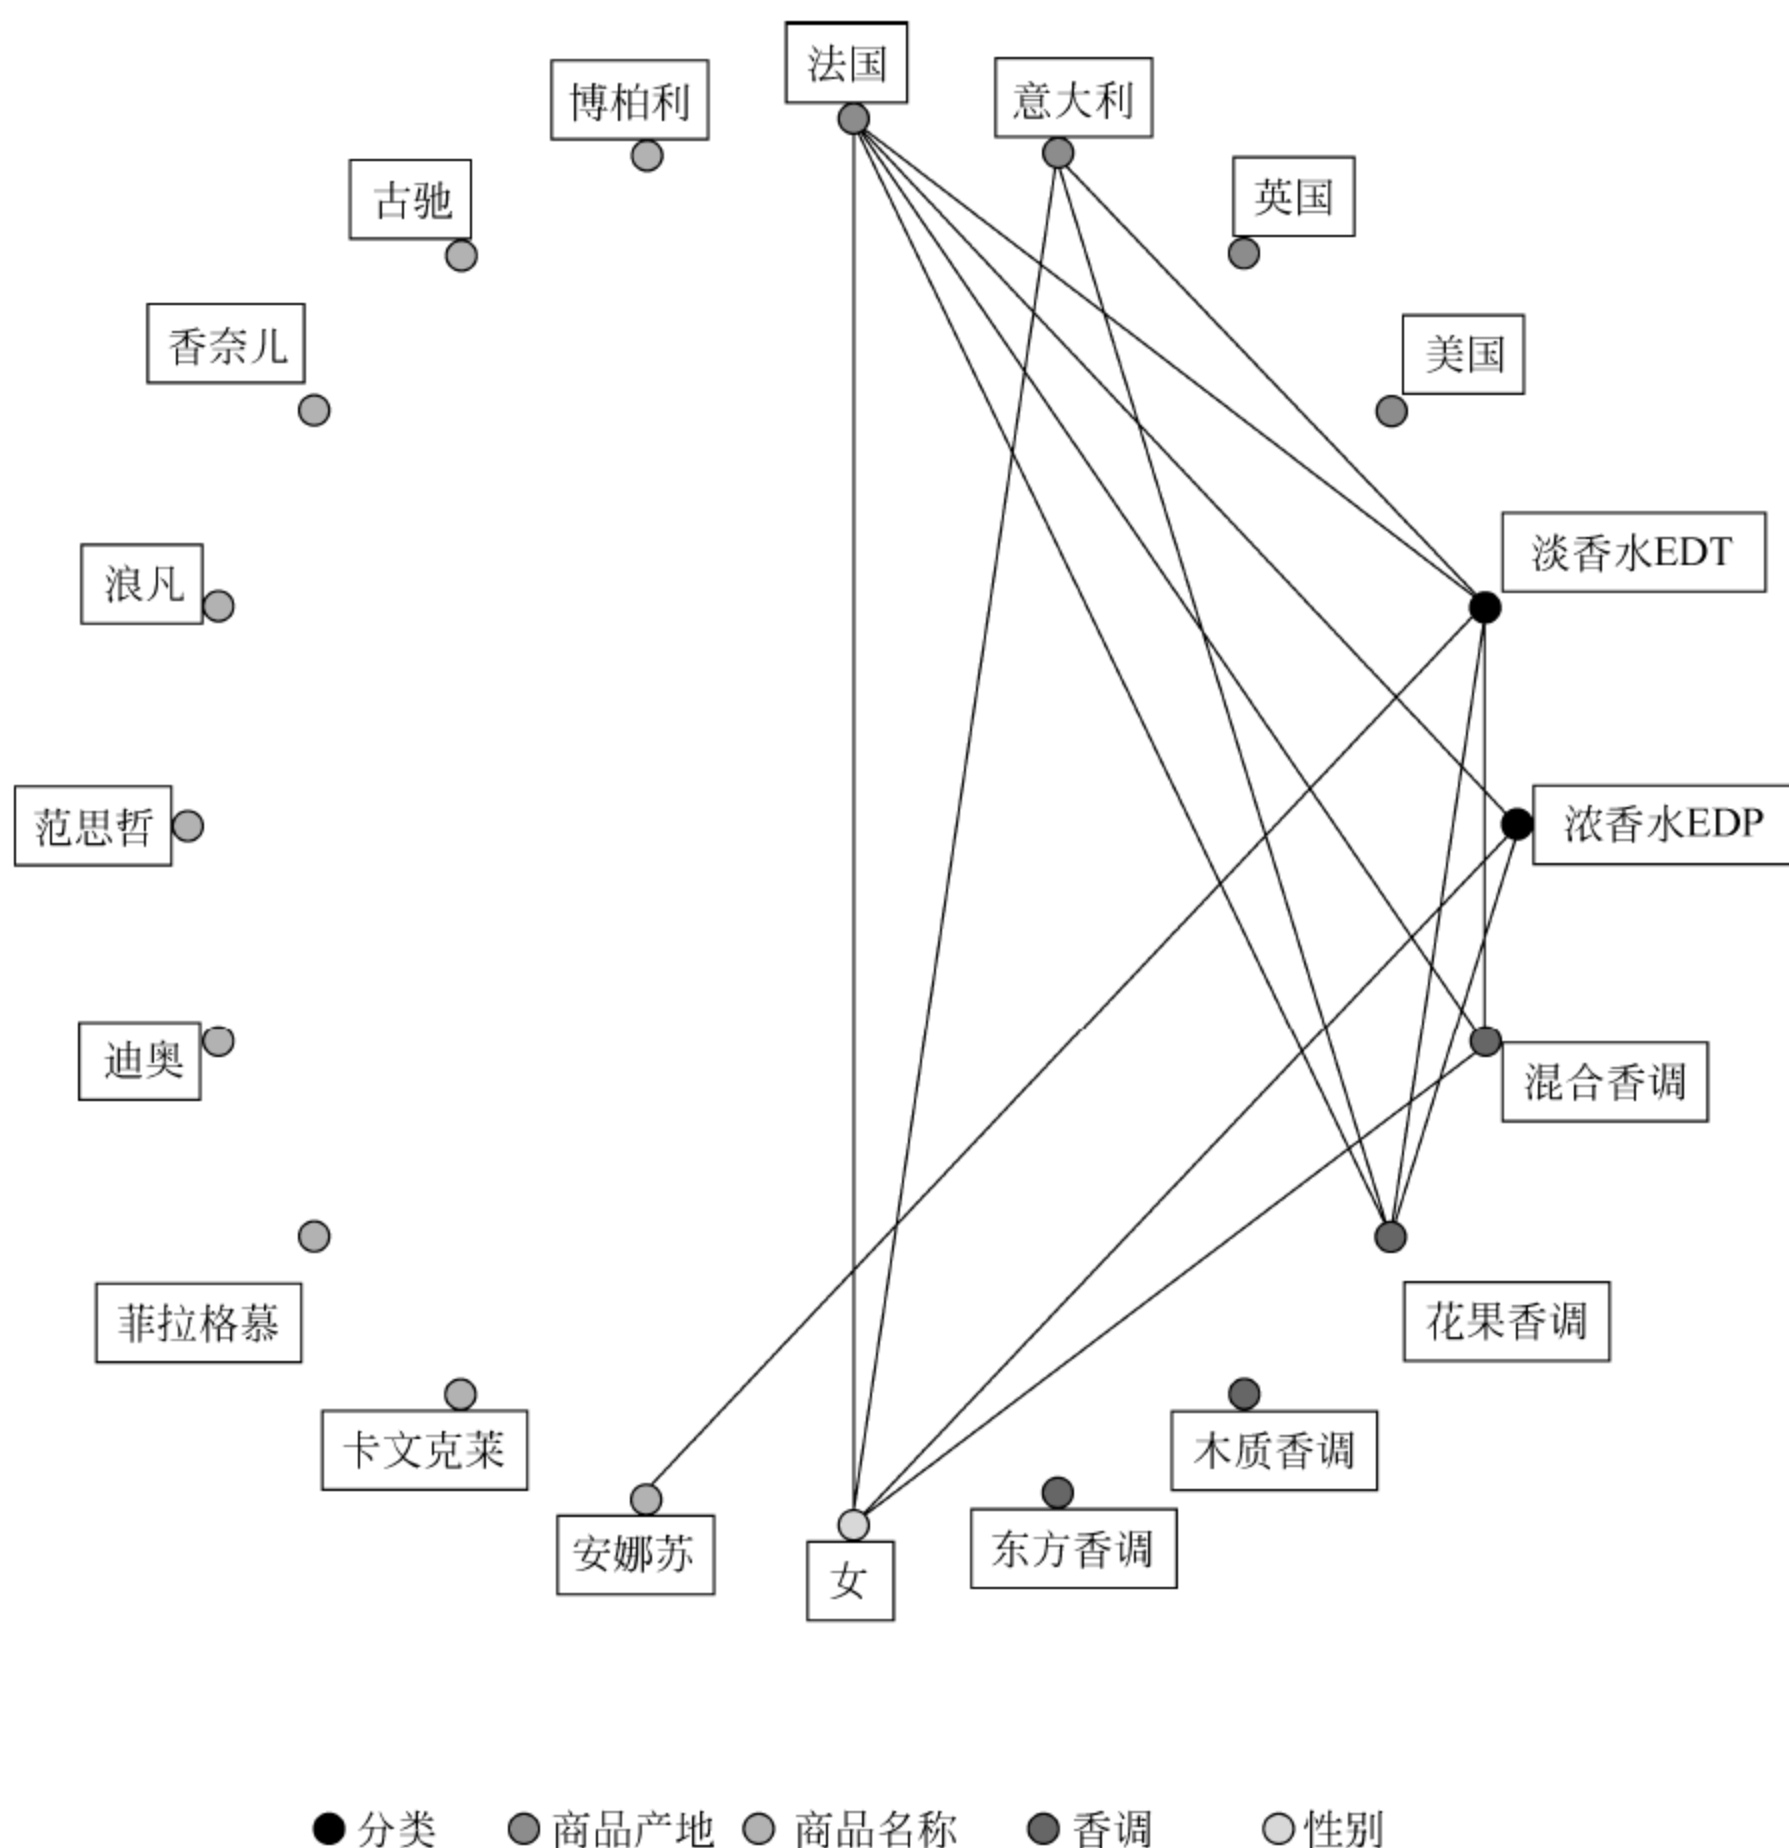 法国
意大利
博柏利
英国
古驰
香奈儿
美国
淡香水EDT
浪凡
范思哲
浓香水EDP
迪奥
混合香调
菲拉格慕
花果香调
卡文克莱
木质香调
安娜苏
东方香调
女
分类 商品产地 商品名称 香调 性别